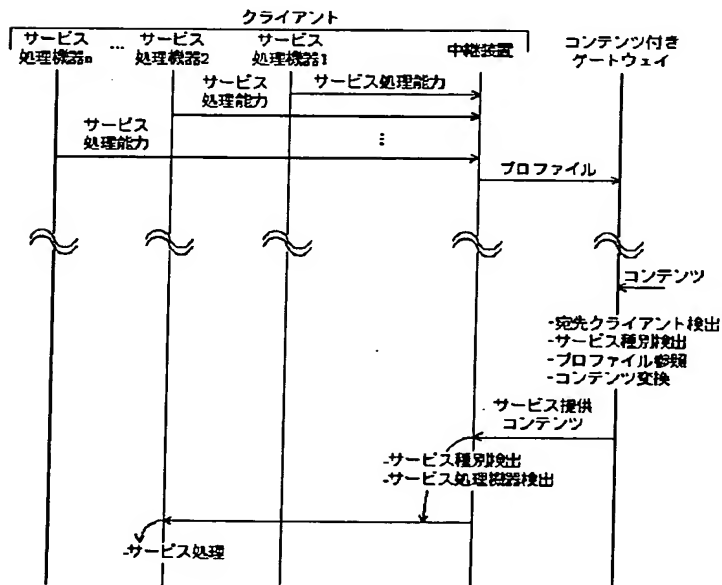 クライアント
サービス
処理機器n
...
サービス
処理機器2
サービス
処理機器1
中継装置
コンテンツ付き
ゲートウェイ
サービス処理能力
サービス
処理能力
サービス
処理能力
⋮
プロファイル
コンテンツ
-宛先クライアント検出
-サービス種別検出
-プロファイル参照
-コンテンツ変換
サービス提供
コンテンツ
-サービス種別検出
-サービス処理機器検出
-サービス処理